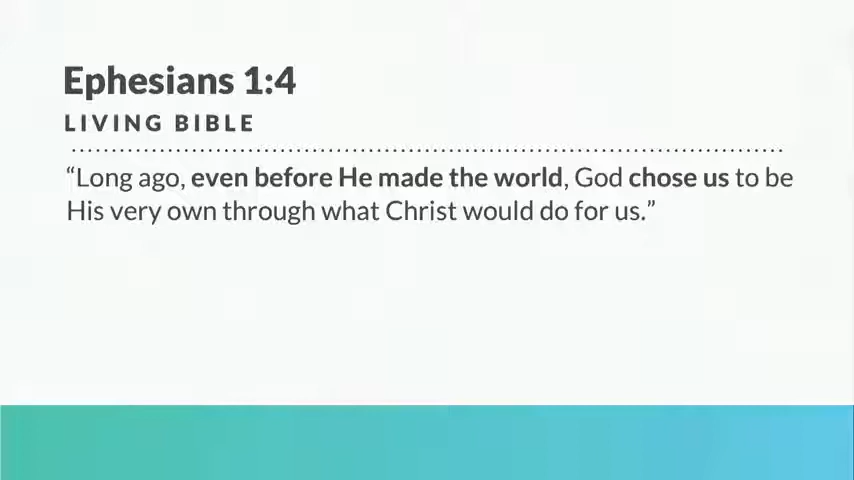 Ephesians 1:4
LIVING BIBLE
“Long ago, even before He made the world, God chose us to be
His very own through what Christ would do for us.”